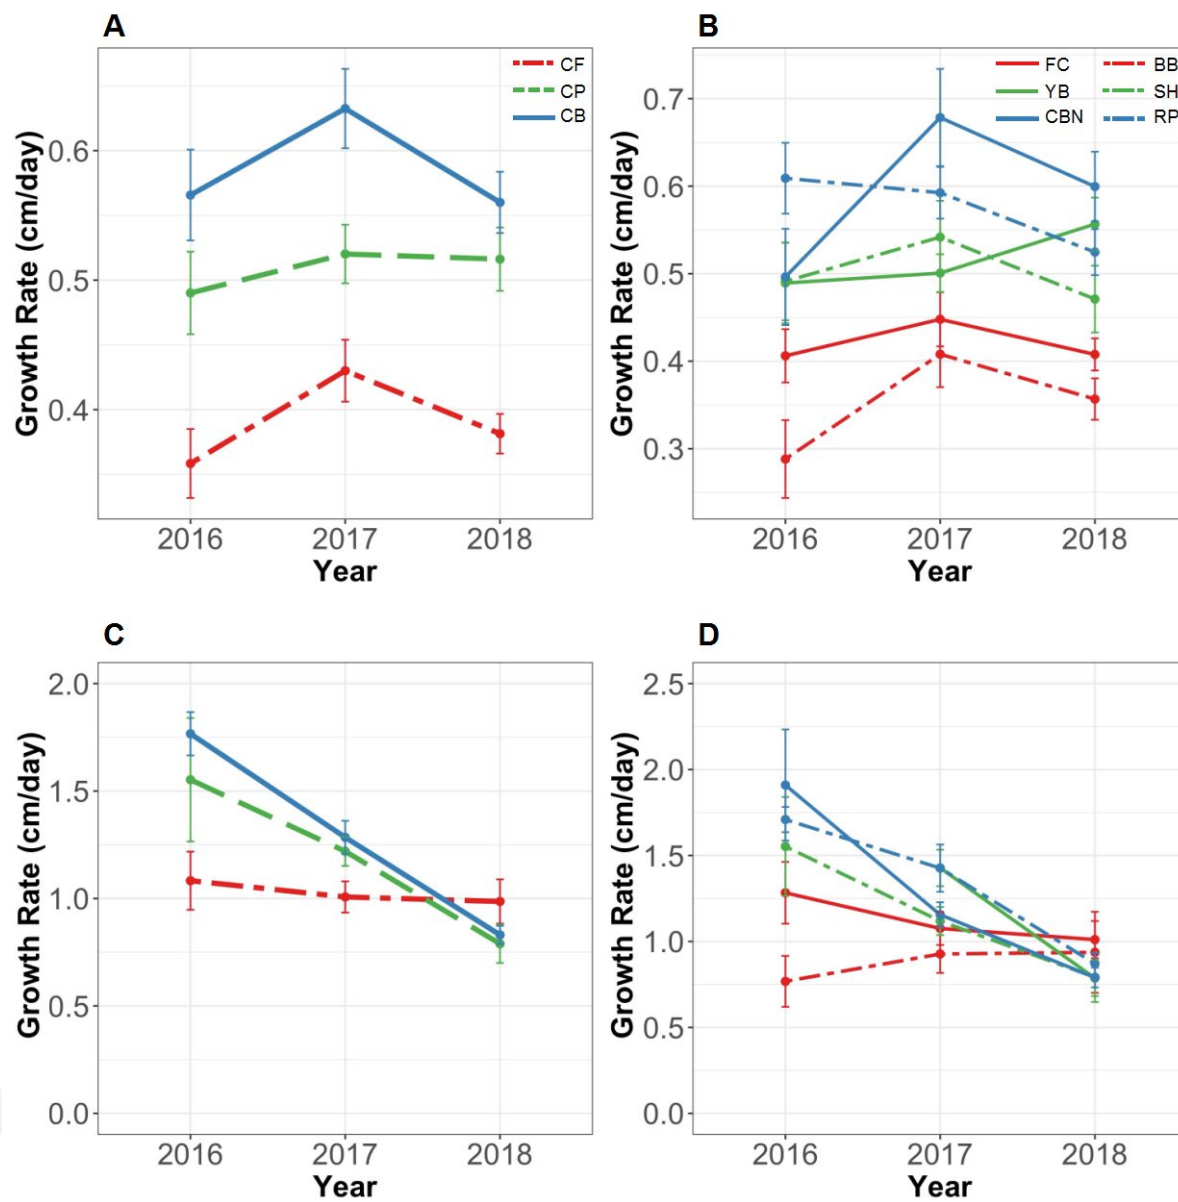 A
CF
CP
CB
0.6
0.5
0.4
Growth Rate (cm/day)
2016 2017 2018
Year
B
FC BB
YB SH
CBN RP
0.7
0.6
0.5
0.4
0.3
Growth Rate (cm/day)
2016 2017 2018
Year
C
2.0
1.5
1.0
0.5
0.0
Growth Rate (cm/day)
2016 2017 2018
Year
D
2.5
2.0
1.5
1.0
0.5
0.0
Growth Rate (cm/day)
2016 2017 2018
Year